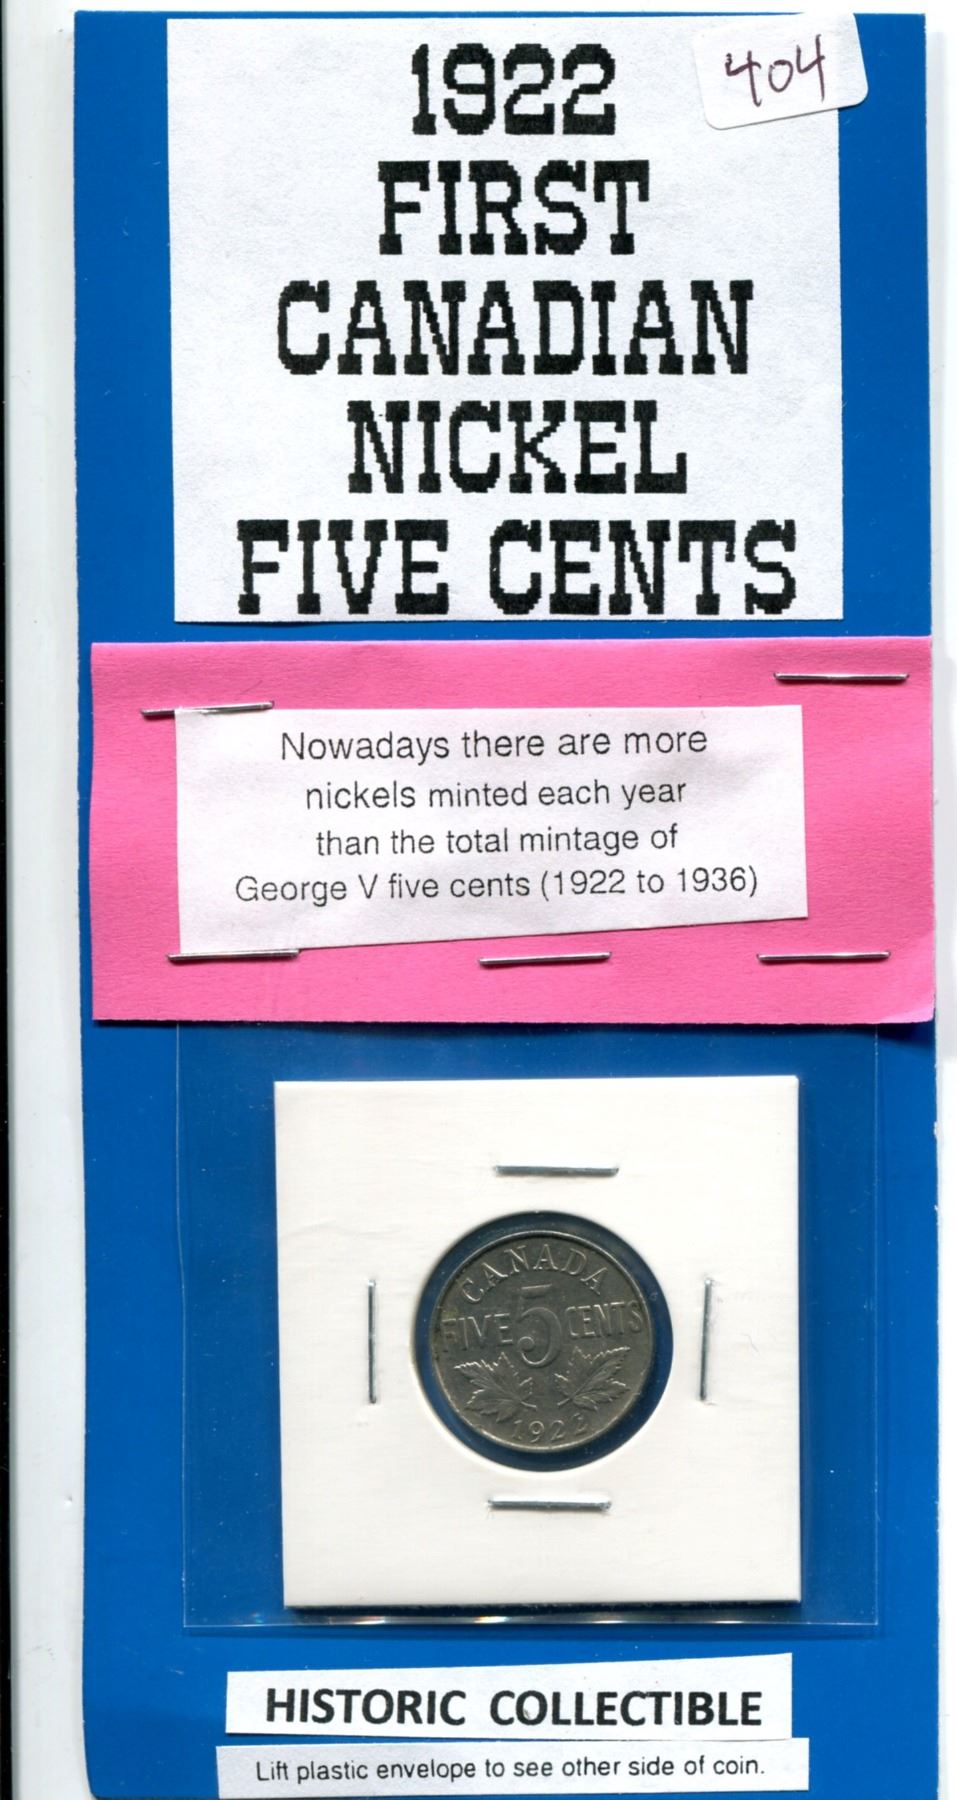 404
1922
FIRST
CANADIAN
NICKEL
FIVE CENTS
Nowadays there are more
nickels minted each year
than the total mintage of
George V five cents (1922 to 1936)
CANADA
FIVE 5 CENTS
1922
HISTORIC COLLECTIBLE
Lift plastic envelope to see other side of coin.